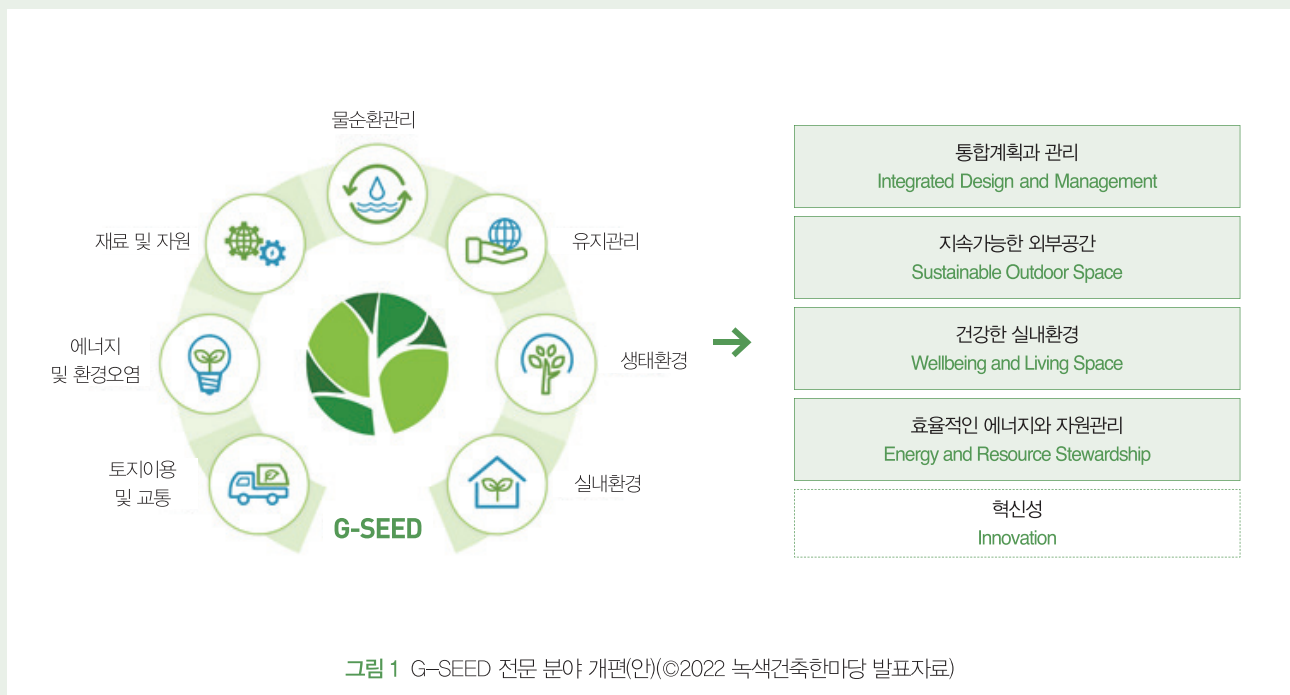 물순환관리
재료 및 자원
유지관리
에너지
및 환경오염
생태환경
토지이용
및 교통
실내환경
G-SEED
통합계획과 관리
Integrated Design and Management
지속가능한 외부공간
Sustainable Outdoor Space
건강한 실내환경
Wellbeing and Living Space
효율적인 에너지와 자원관리
Energy and Resource Stewardship
혁신성
Innovation
그림 1 G-SEED 전문 분야 개편(안)(©2022 녹색건축한마당 발표자료)